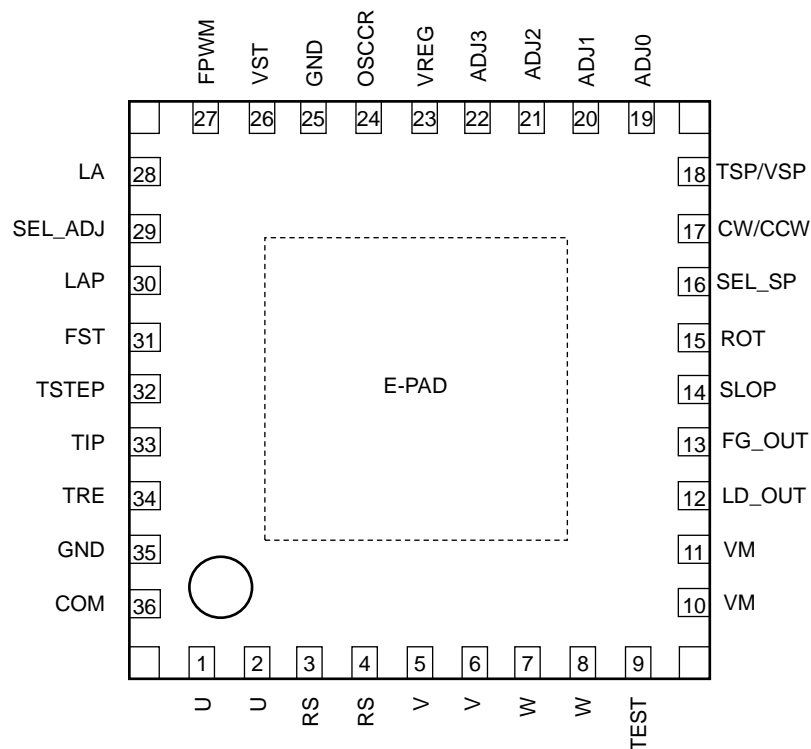 FPWM VST GND OSCCR VREG ADJ3 ADJ2 ADJ1 ADJ0
27 26 25 24 23 22 21 20 19
LA 28 18 TSP/VSP
SEL_ADJ 29 17 CW/CCW
LAP 30 16 SEL_SP
FST 31 15 ROT
TSTEP 32 E-PAD 14 SLOP
TIP 33 13 FG_OUT
TRE 34 12 LD_OUT
GND 35 11 VM
COM 36 10 VM
1 2 3 4 5 6 7 8 9
U U RS RS V V W W TEST